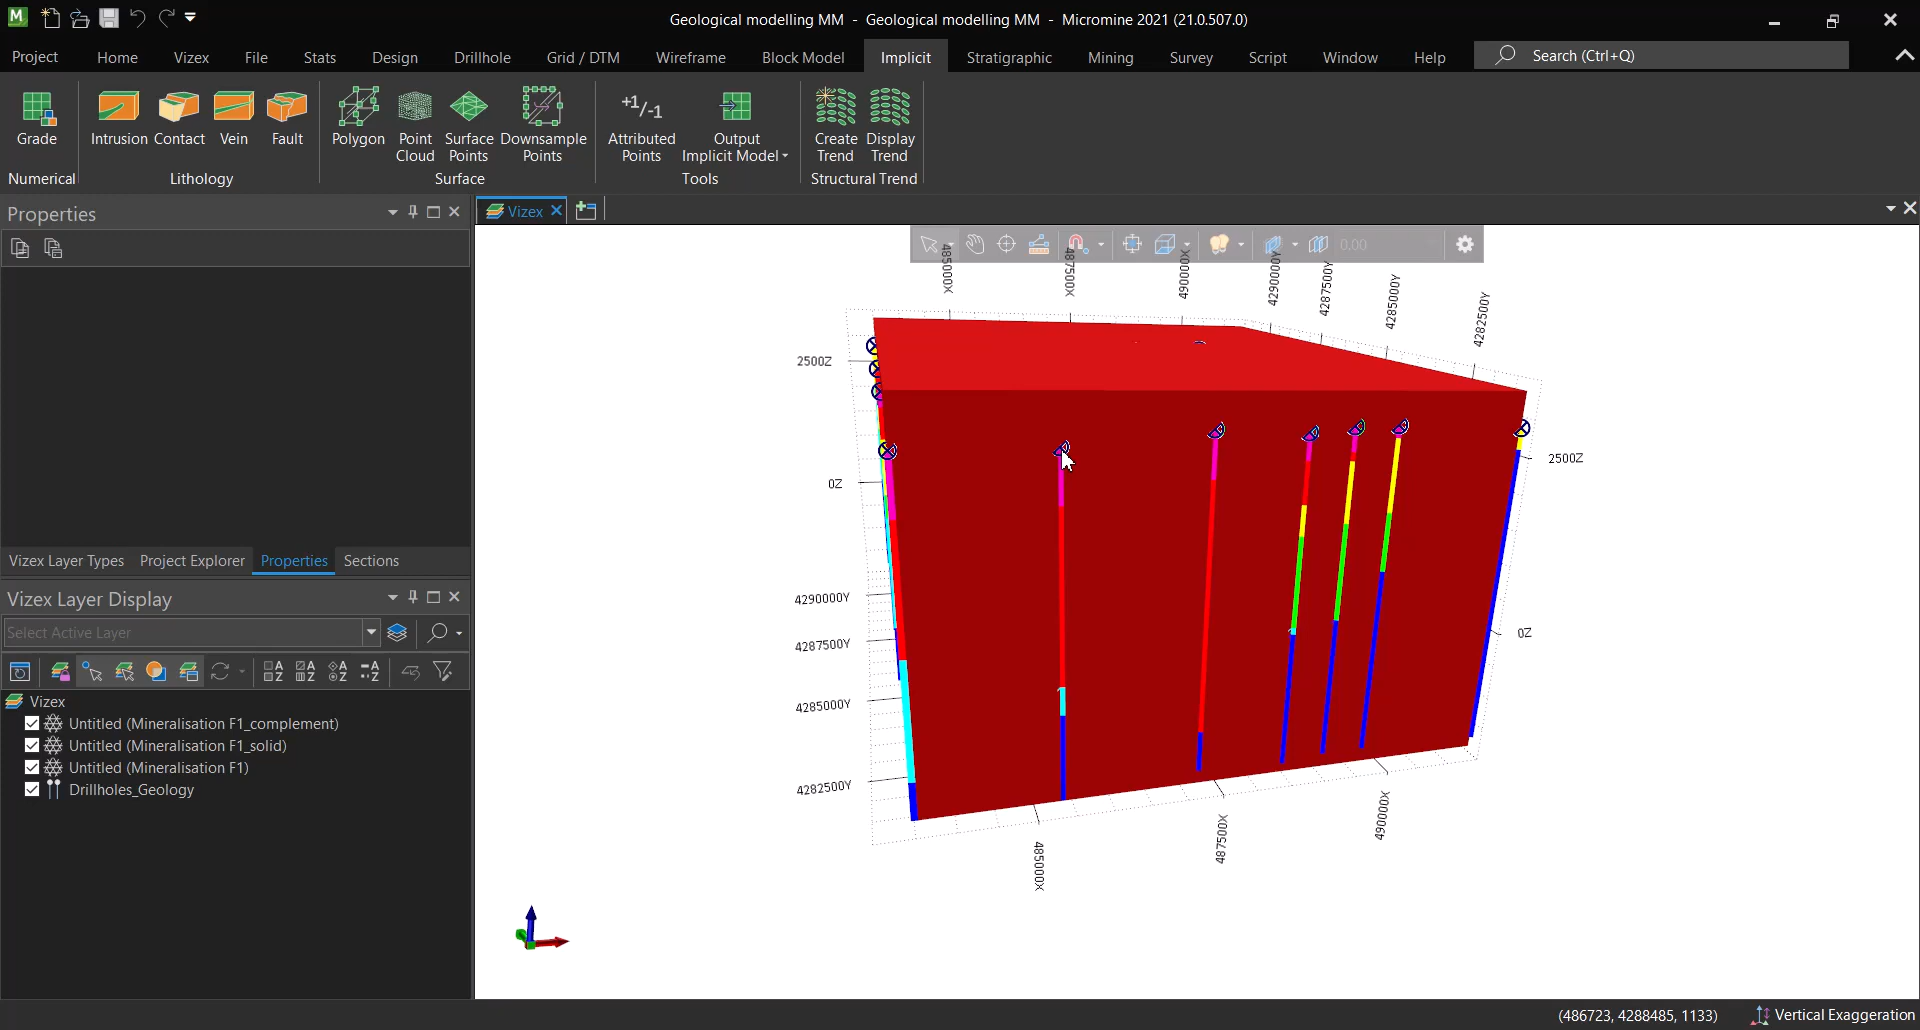 Geological modelling MM - Geological modelling MM - Micromine 2021 (21.0.507.0)
Project Home Vizex File Stats Design Drillhole Grid / DTM Wireframe Block Model Implicit Stratigraphic Mining Survey Script Window Help Search (Ctrl+Q)
Grade Intrusion Contact Vein Fault Polygon Point Cloud Surface Points Downsample Points +1/-1 Attributed Points Output Implicit Model Create Trend Display Trend
Numerical Lithology Surface Tools Structural Trend
Properties
Vizex
0.00
485000X 487500X 490000X 4290000Y 4287500Y 4285000Y 4282500Y
2500Z
0Z
2500Z
0Z
4290000Y
4287500Y
4285000Y
4282500Y
485000X 487500X 490000X
Vizex Layer Types Project Explorer Properties Sections
Vizex Layer Display
Select Active Layer
Vizex
Untitled (Mineralisation F1_complement)
Untitled (Mineralisation F1_solid)
Untitled (Mineralisation F1)
Drillholes_Geology
(486723, 4288485, 1133) Vertical Exaggeration